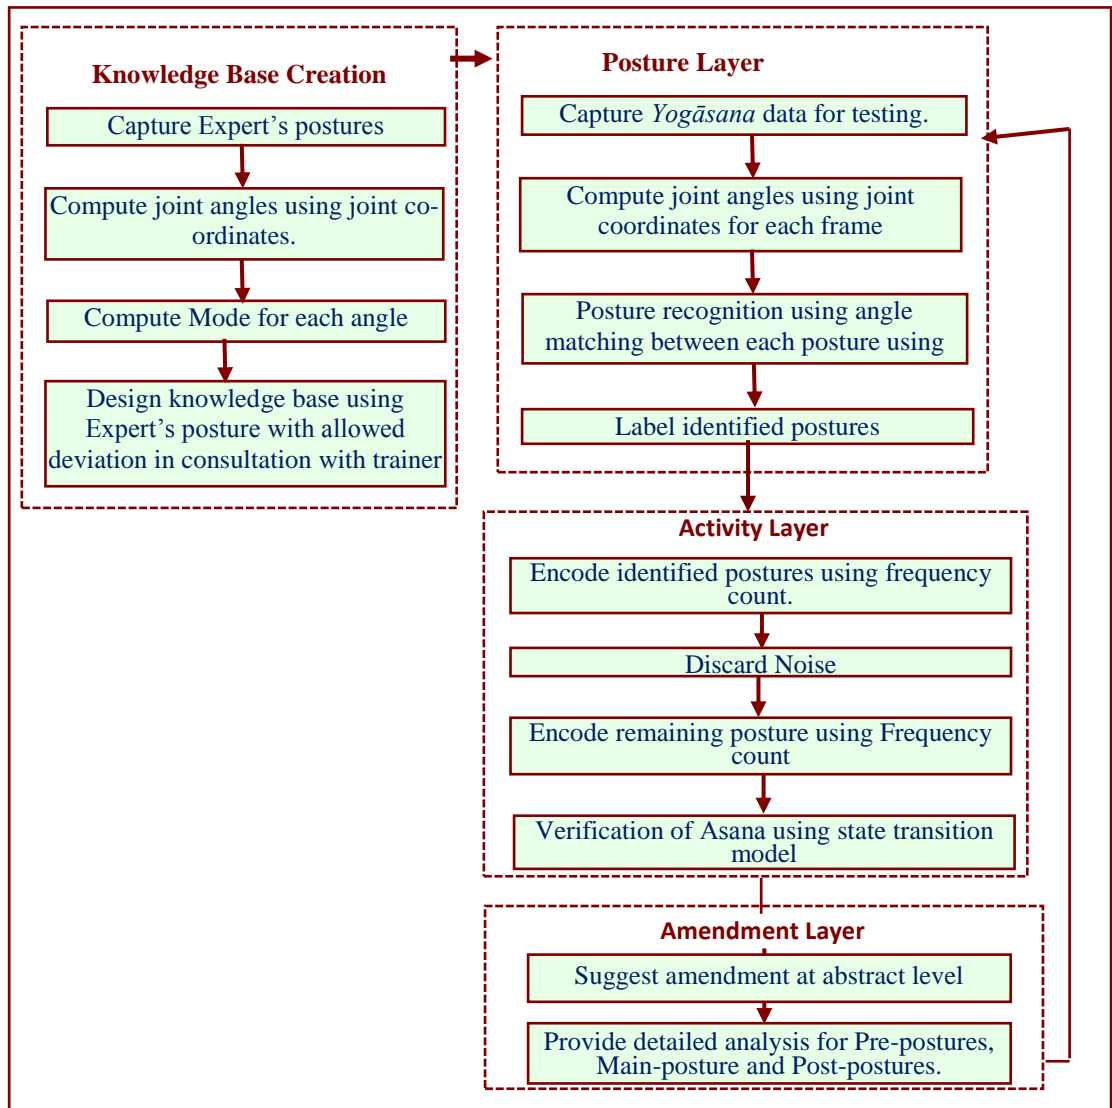 Knowledge Base Creation
Capture Expert’s postures
Compute joint angles using joint co-
ordinates.
Compute Mode for each angle
Design knowledge base using
Expert’s posture with allowed
deviation in consultation with trainer
Posture Layer
Capture Yogāsana data for testing.
Compute joint angles using joint
coordinates for each frame
Posture recognition using angle
matching between each posture using
Label identified postures
Activity Layer
Encode identified postures using frequency
count.
Discard Noise
Encode remaining posture using Frequency
count
Verification of Asana using state transition
model
Amendment Layer
Suggest amendment at abstract level
Provide detailed analysis for Pre-postures,
Main-posture and Post-postures.